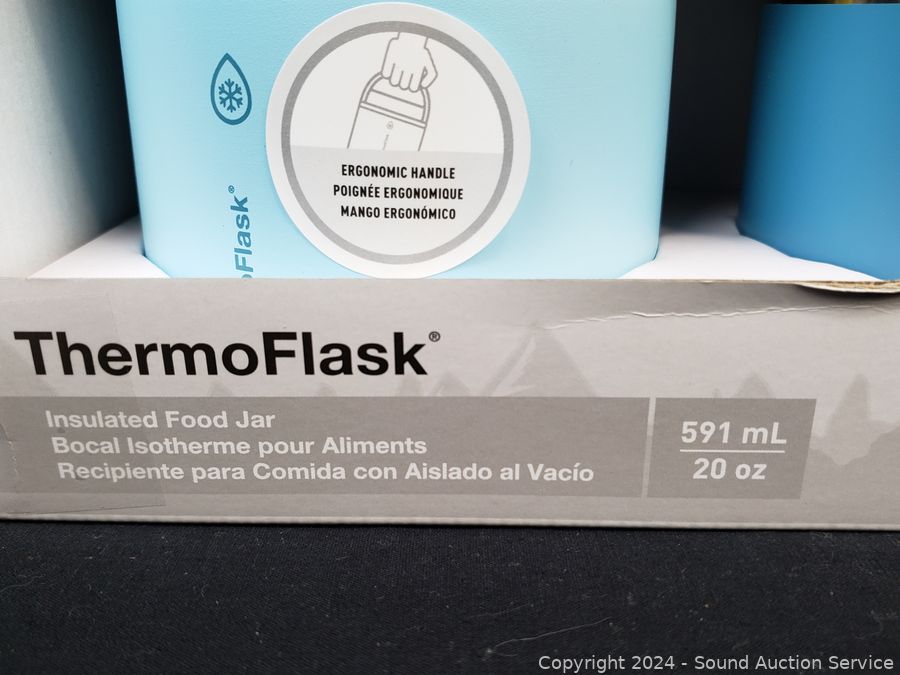 ERGONOMIC HANDLE
POIGNÉE ERGONOMIQUE
MANGO ERGONÓMICO
oFlask®
ThermoFlask®
Insulated Food Jar
Bocal Isotherme pour Aliments
Recipiente para Comida con Aislado al Vacío
591 mL
20 oz
Copyright 2024 - Sound Auction Service